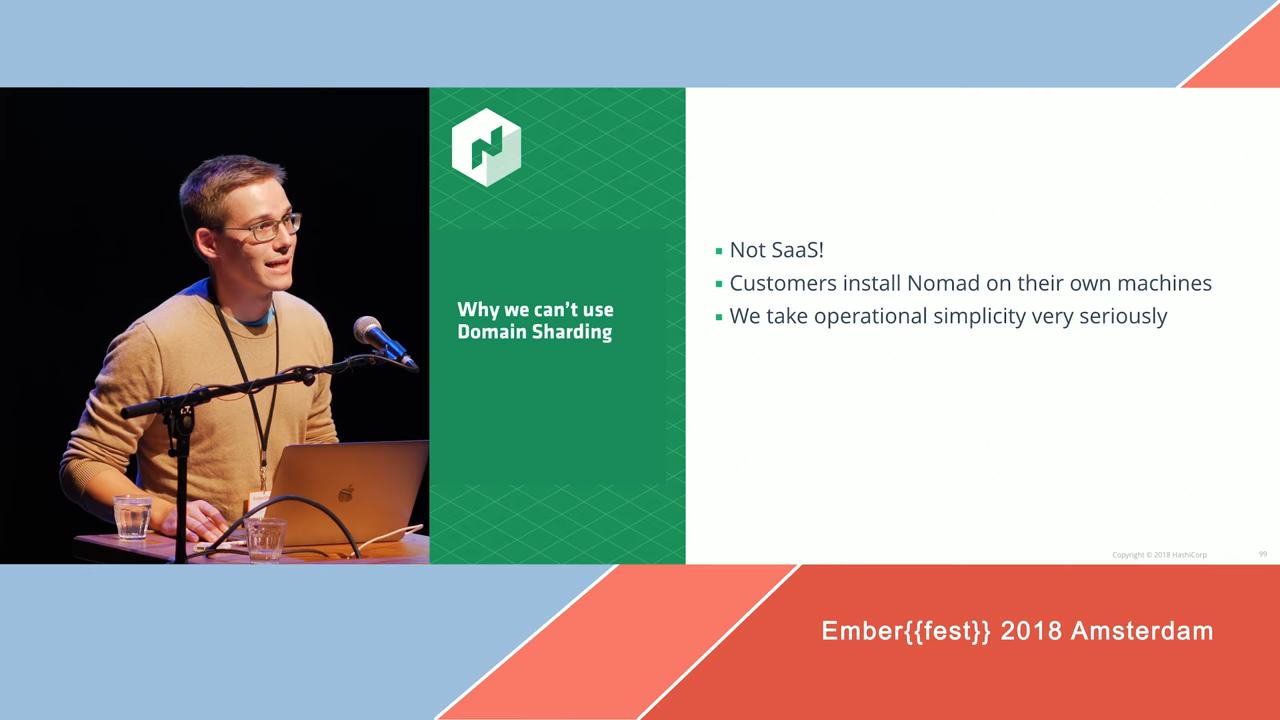 Why we can't use
Domain Sharding
Not SaaS!
Customers install Nomad on their own machines
We take operational simplicity very seriously
Copyright © 2018 HashiCorp
99
Ember{{fest}} 2018 Amsterdam